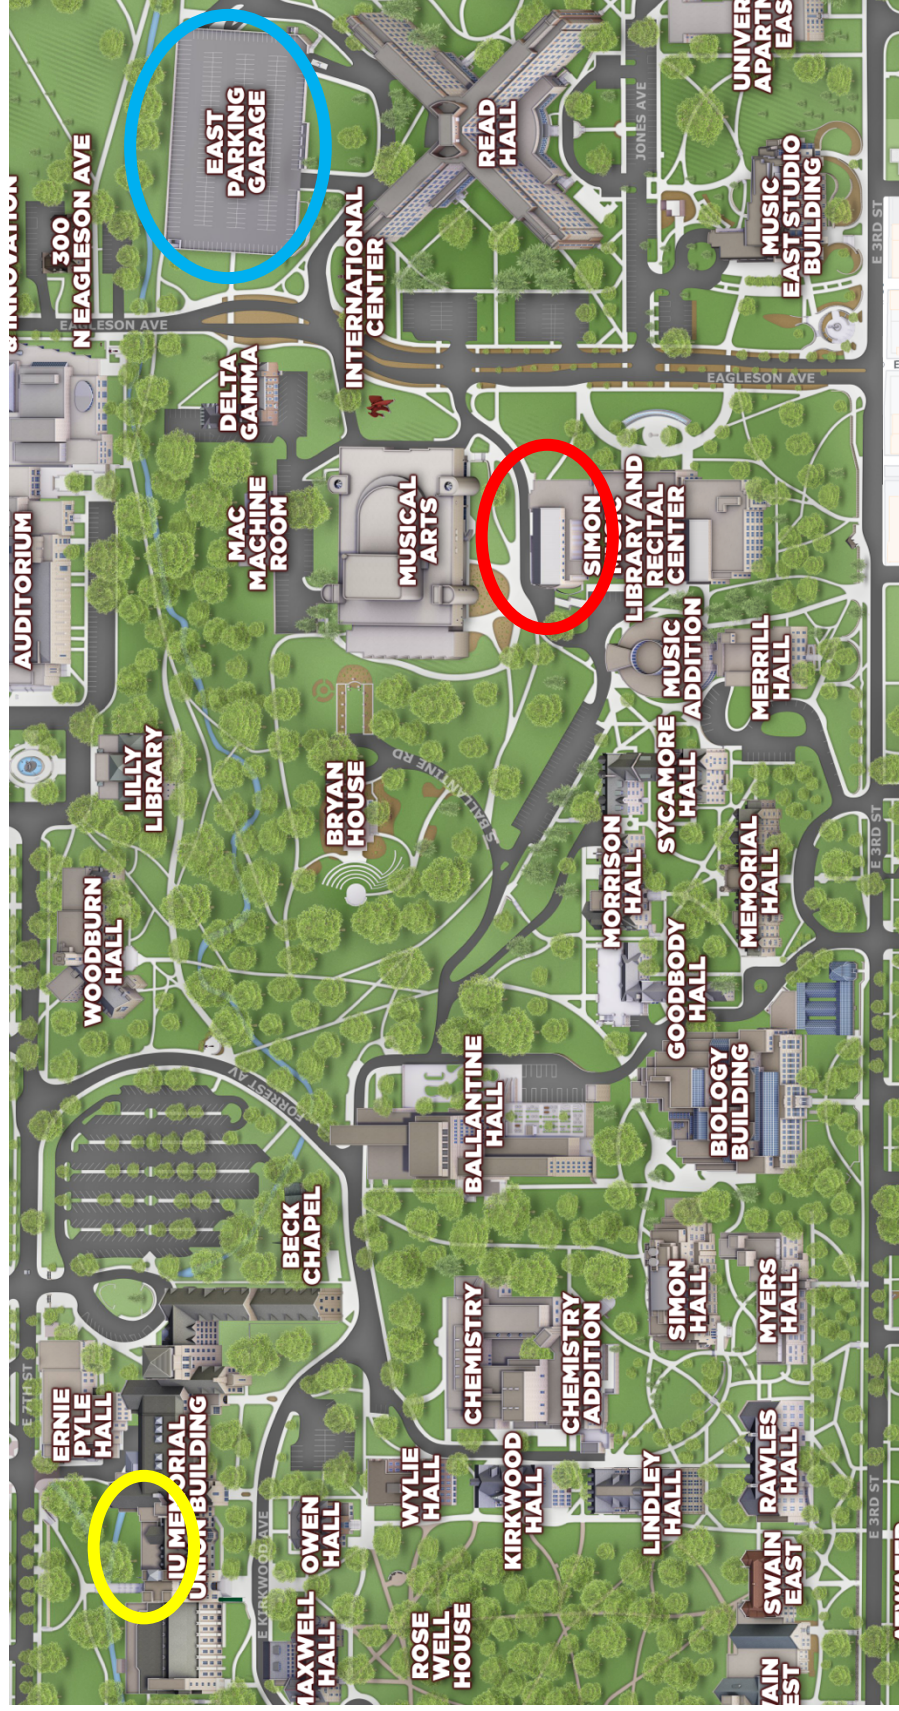 EAST
PARKING
GARAGE
READ
HALL
JONES AVE
MUSIC
EAST STUDIO
BUILDING
E 3RD ST
300
N EAGLESON AVE
INTERNATIONAL
CENTER
EAGLESON AVE
EAGLESON AVE
DELTA
GAMMA
MAC
MACHINE
ROOM
MUSICAL
ARTS
SIMON
LIBRARY AND
RECITAL
CENTER
AUDITORIUM
MUSIC
ADDITION
MERRILL
HALL
LILLY
LIBRARY
BRYAN
HOUSE
S BALLANTINE RD
SYCAMORE
HALL
MORRISON
HALL
MEMORIAL
HALL
E 3RD ST
WOODBURN
HALL
GOODBODY
HALL
FORREST AV
BALLANTINE
HALL
BIOLOGY
BUILDING
BECK
CHAPEL
CHEMISTRY
CHEMISTRY
ADDITION
SIMON
HALL
MYERS
HALL
E 7TH ST
ERNIE
PYLE
HALL
IU MEMORIAL
UNION BUILDING
E KIRKWOOD AVE
OWEN
HALL
WYLIE
HALL
KIRKWOOD
HALL
LINDLEY
HALL
RAWLES
HALL
E 3RD ST
SWAIN
EAST
MAXWELL
HALL
ROSE
WELL
HOUSE